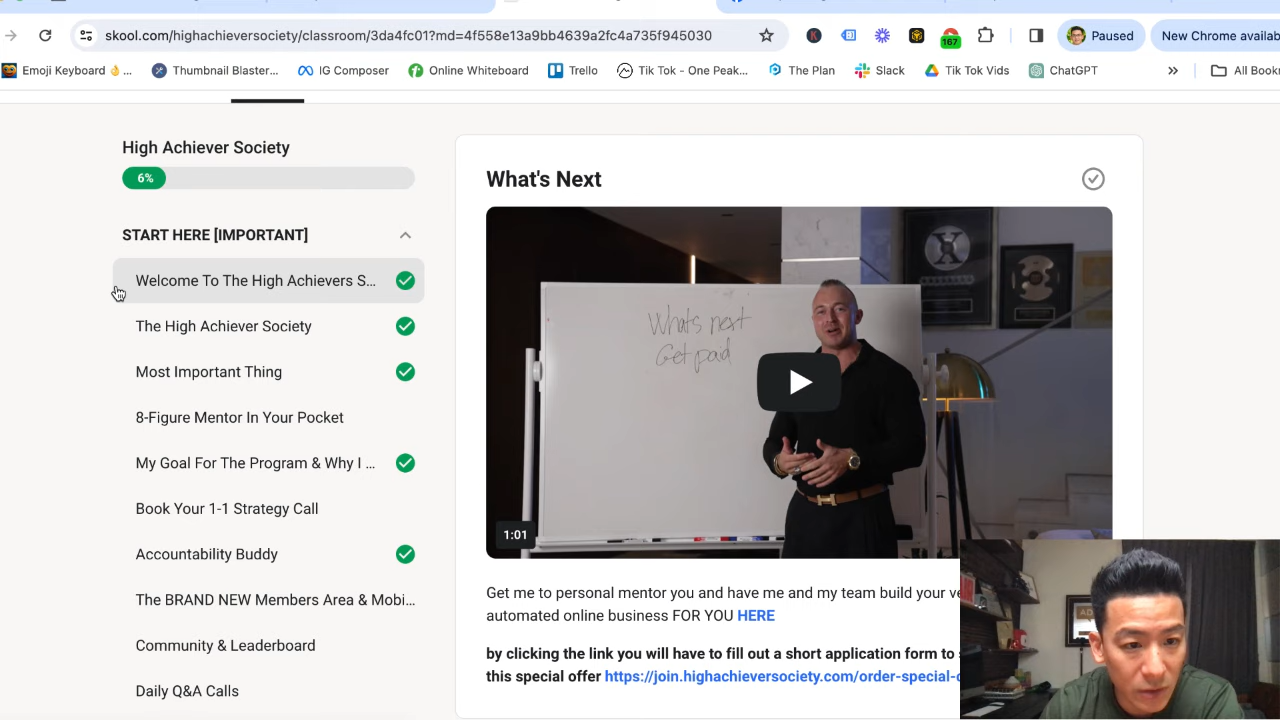 skool.com/highachieversociety/classroom/3da4fc01?md=4f558e13a9bb4639a2fc4a735f945030
167
Paused
New Chrome availab
Emoji Keyboard 👌 ...
Thumbnail Blaster...
IG Composer
Online Whiteboard
Trello
Tik Tok - One Peak...
The Plan
Slack
Tik Tok Vids
ChatGPT
»
All Book
High Achiever Society
6%
START HERE [IMPORTANT]
Welcome To The High Achievers S...
The High Achiever Society
Most Important Thing
8-Figure Mentor In Your Pocket
My Goal For The Program & Why I ...
Book Your 1-1 Strategy Call
Accountability Buddy
The BRAND NEW Members Area & Mobi...
Community & Leaderboard
Daily Q&A Calls
What's Next
Whats next
Get paid
1:01
Get me to personal mentor you and have me and my team build your ve
automated online business FOR YOU HERE
by clicking the link you will have to fill out a short application form to
this special offer https://join.highachieversociety.com/order-special-